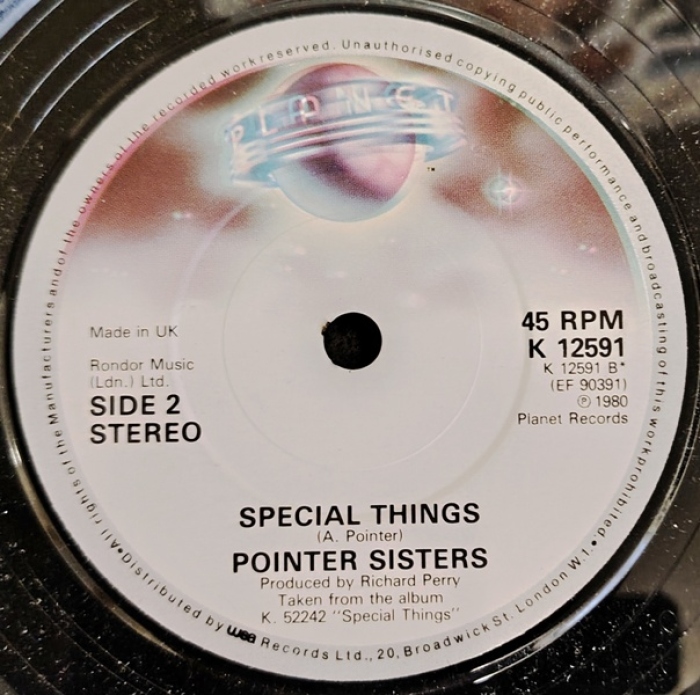 All rights of the Manufacturers and of the owners of the recorded work reserved. Unauthorised copying public performance and broadcasting of this work prohibited.
PLANET
Made in UK
Rondor Music
(Ldn.) Ltd.
SIDE 2
STEREO
45 RPM
K 12591
K 12591 B*
(EF 90391)
℗ 1980
Planet Records
SPECIAL THINGS
(A. Pointer)
POINTER SISTERS
Produced by Richard Perry
Taken from the album
K. 52242 "Special Things"
•Distributed by wea Records Ltd., 20, Broadwick St. London W.1.•